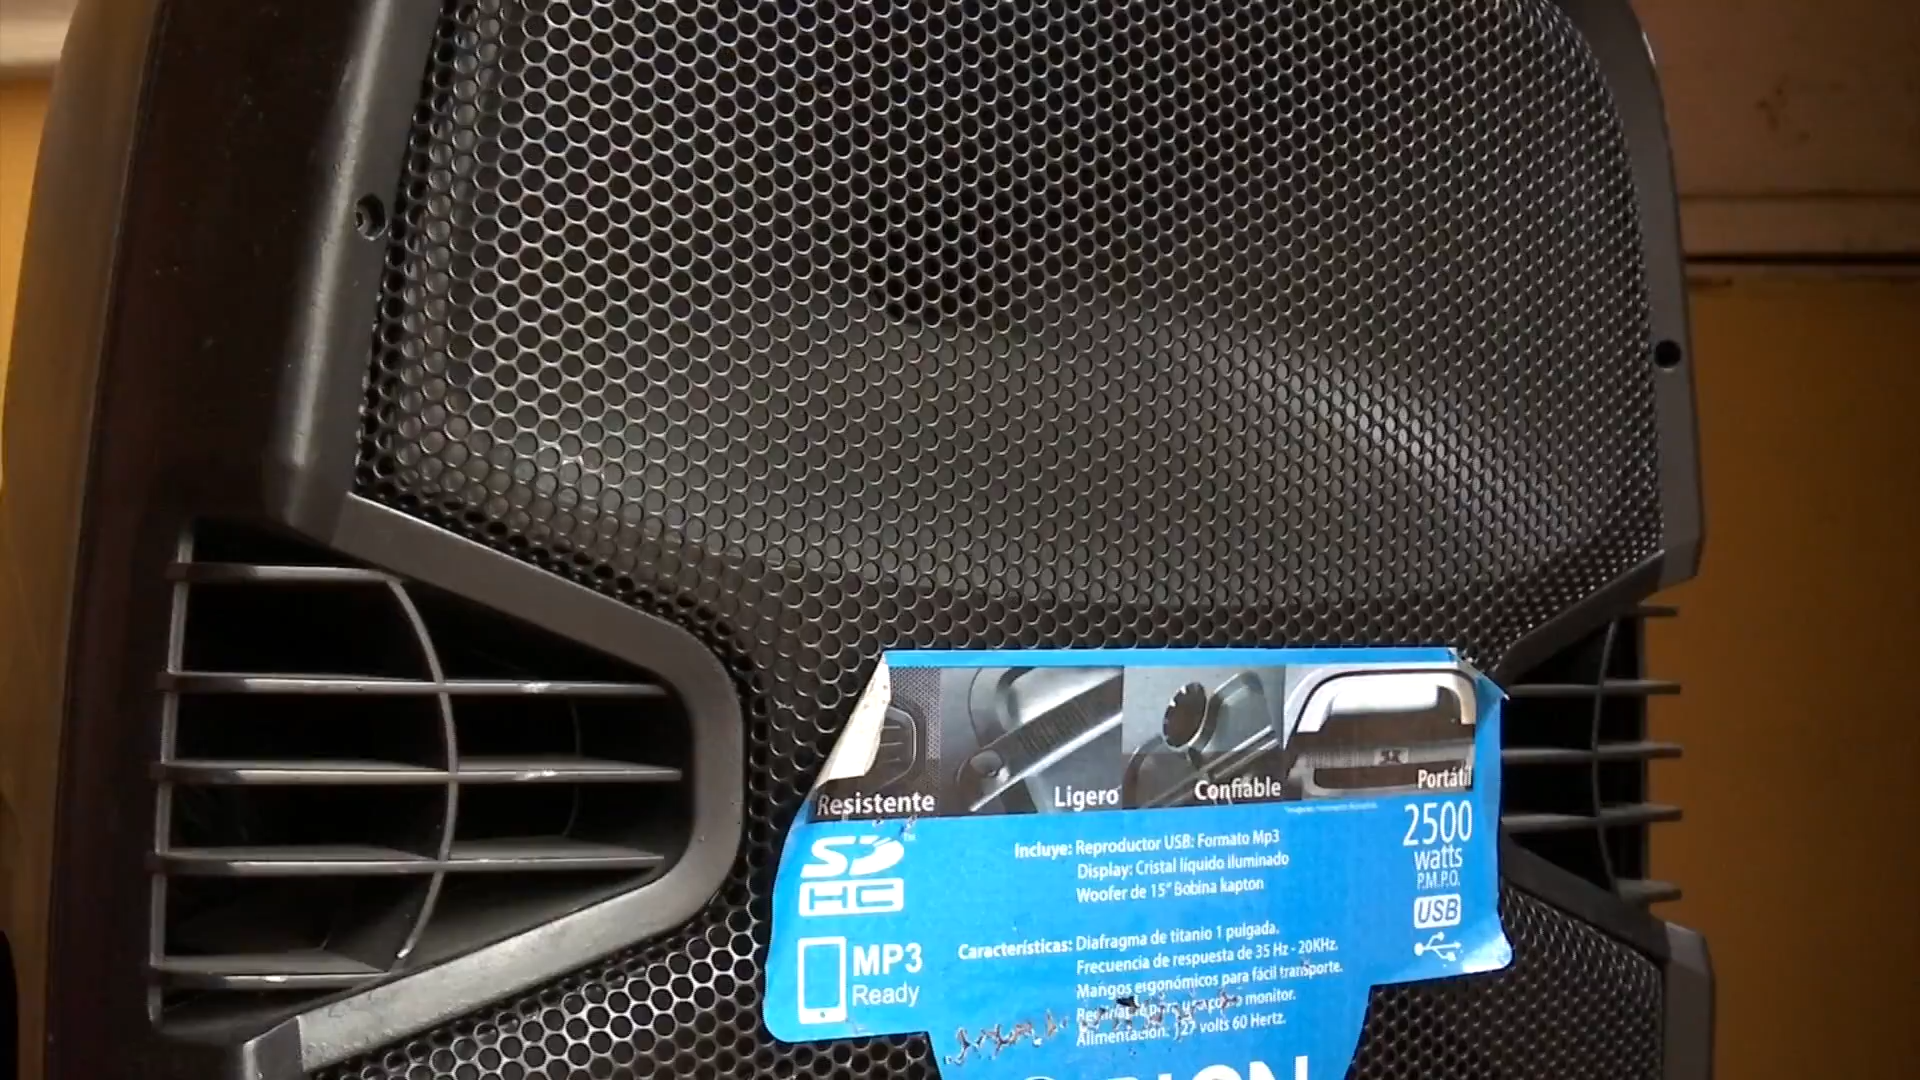 Resistente
Ligero
Confiable
Portátil
SD™
HC
Incluye: Reproductor USB: Formato Mp3
Display: Cristal líquido iluminado
Woofer de 15" Bobina kapton
2500
watts
P.M.P.O.
USB
MP3
Ready
Características: Diafragma de titanio 1 pulgada.
Frecuencia de respuesta de 35 Hz - 20KHz.
Mangos ergonómicos para fácil transporte.
monitor.
Alimentación: 127 volts 60 Hertz.